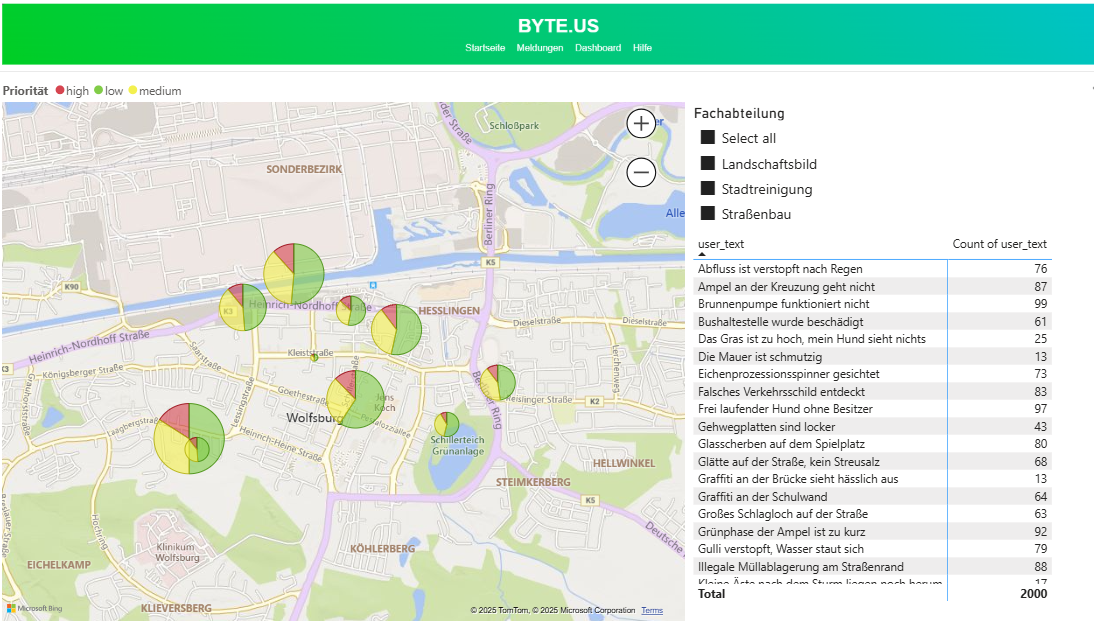 BYTE.US
Startseite Meldungen Dashboard Hilfe
Priorität high low medium
Schloßpark
SONDERBEZIRK
Berliner Ring
Alle
K5
K90
K3
Heinrich-Nordhoff-Straße
HESSLINGEN
Dieselstraße
Dieselstraße
Heinrich-Nordhoff-Straße
Saarstraße
Kleiststraße
Lerchenweg
K3
Königsberger Straße
Goethestraße
Jens
Koch
Berliner Ring
Reislinger Straße
K2
Lessingstraße
Wolfsburg
Pestalozziallee
Laagbergstraße
Heinrich-Heine Straße
Schillerteich
Grünanlage
HELLWINKEL
STEIMKERBERG
K5
Hochring
Deutsche
Klinikum
Wolfsburg
KÖHLERBERG
EICHELKAMP
KLIEVERSBERG
Microsoft Bing
© 2025 TomTom, © 2025 Microsoft Corporation Terms
Fachabteilung
Select all
Landschaftsbild
Stadtreinigung
Straßenbau
user_text Count of user_text
Abfluss ist verstopft nach Regen 76
Ampel an der Kreuzung geht nicht 87
Brunnenpumpe funktioniert nicht 99
Bushaltestelle wurde beschädigt 61
Das Gras ist zu hoch, mein Hund sieht nichts 25
Die Mauer ist schmutzig 13
Eichenprozessionsspinner gesichtet 73
Falsches Verkehrsschild entdeckt 83
Frei laufender Hund ohne Besitzer 97
Gehwegplatten sind locker 43
Glasscherben auf dem Spielplatz 80
Glätte auf der Straße, kein Streusalz 68
Graffiti an der Brücke sieht hässlich aus 13
Graffiti an der Schulwand 64
Großes Schlagloch auf der Straße 63
Grünphase der Ampel ist zu kurz 92
Gulli verstopft, Wasser staut sich 79
Illegale Müllablagerung am Straßenrand 88
Kleine Äste nach dem Sturm liegen noch herum 17
Total 2000